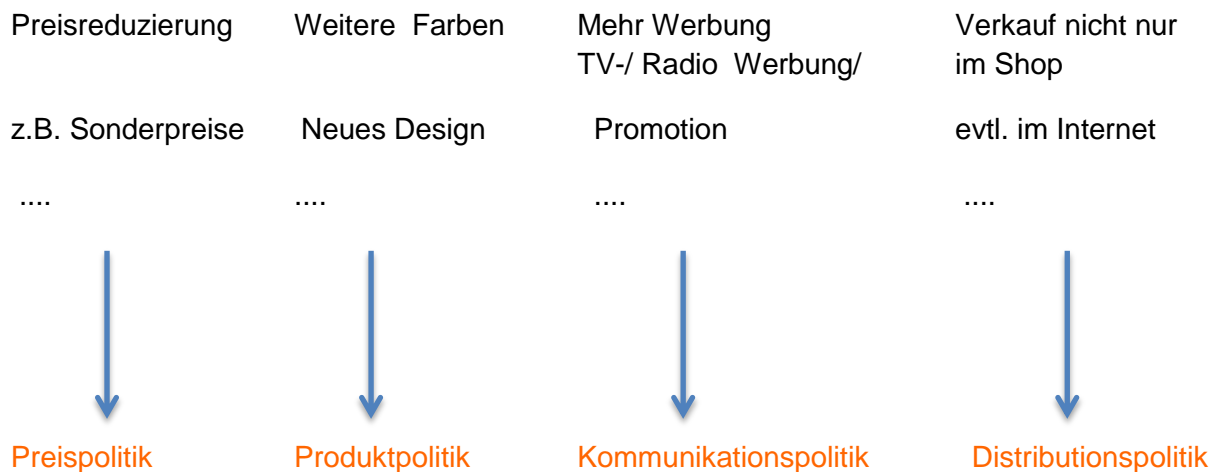 Preisreduzierung Weitere Farben Mehr Werbung Verkauf nicht nur
TV-/ Radio Werbung/ im Shop
z.B. Sonderpreise Neues Design Promotion evtl. im Internet
.... .... .... ....
Preispolitik Produktpolitik Kommunikationspolitik Distributionspolitik